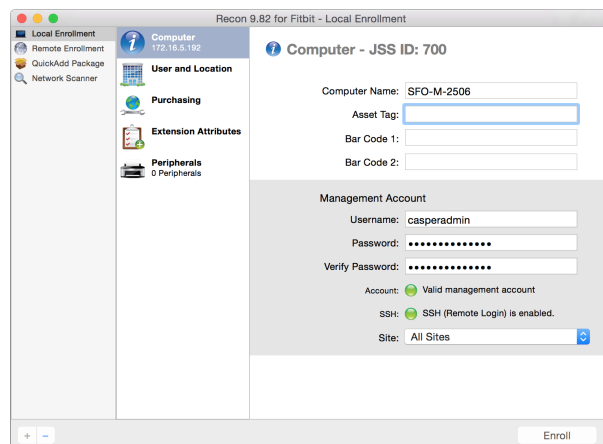 Recon 9.82 for Fitbit - Local Enrollment
Local Enrollment
Remote Enrollment
QuickAdd Package
Network Scanner
Computer
172.16.5.192
User and Location
Purchasing
Extension Attributes
Peripherals
0 Peripherals
Computer - JSS ID: 700
Computer Name: SFO-M-2506
Asset Tag:
Bar Code 1:
Bar Code 2:
Management Account
Username: casperadmin
Password: ••••••••••••••
Verify Password: ••••••••••••••
Account: Valid management account
SSH: SSH (Remote Login) is enabled.
Site: All Sites
+ −
Enroll